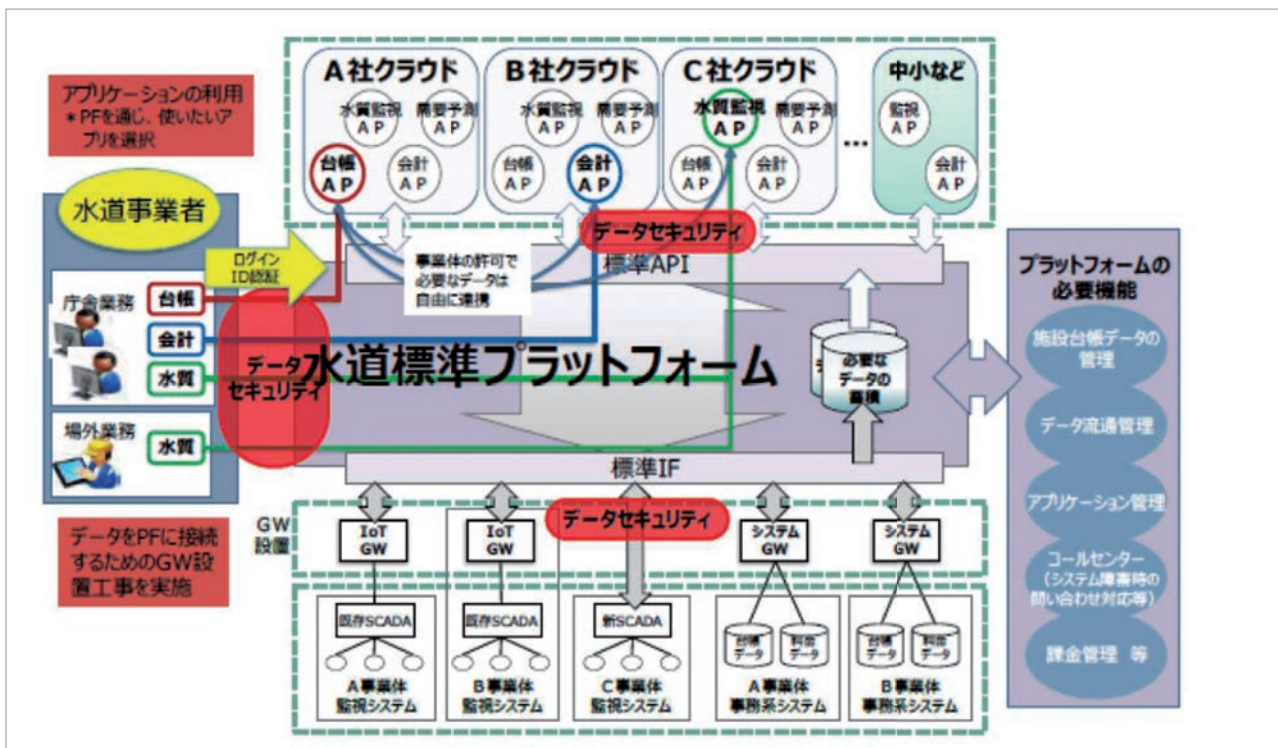 アプリケーションの利用
*PFを通じ、使いたいア
プリを選択
A社クラウド
水質監視
AP
需要予測
AP
台帳
AP
会計
AP
B社クラウド
水質監視
AP
需要予測
AP
台帳
AP
会計
AP
C社クラウド
水質監視
AP
需要予測
AP
台帳
AP
会計
AP
...
中小など
監視
AP
会計
AP
水道事業者
ログイン
ID認証
庁舎業務
台帳
会計
水質
場外業務
水質
データ
セキュリティ
データセキュリティ
標準API
事業体の許可で
必要なデータは
自由に連携
水道標準プラットフォーム
必要な
データの
蓄積
標準IF
プラットフォームの
必要機能
施設台帳データの
管理
データ流通管理
アプリケーション管理
コールセンター
(システム障害時の
問い合わせ対応等)
課金管理 等
データをPFに接続
するためのGW設
置工事を実施
GW
設置
IoT
GW
IoT
GW
データセキュリティ
システム
GW
システム
GW
既存SCADA
A事業体
監視システム
既存SCADA
B事業体
監視システム
新SCADA
C事業体
監視システム
台帳
データ
料金
データ
A事業体
事務系システム
台帳
データ
料金
データ
B事業体
事務系システム